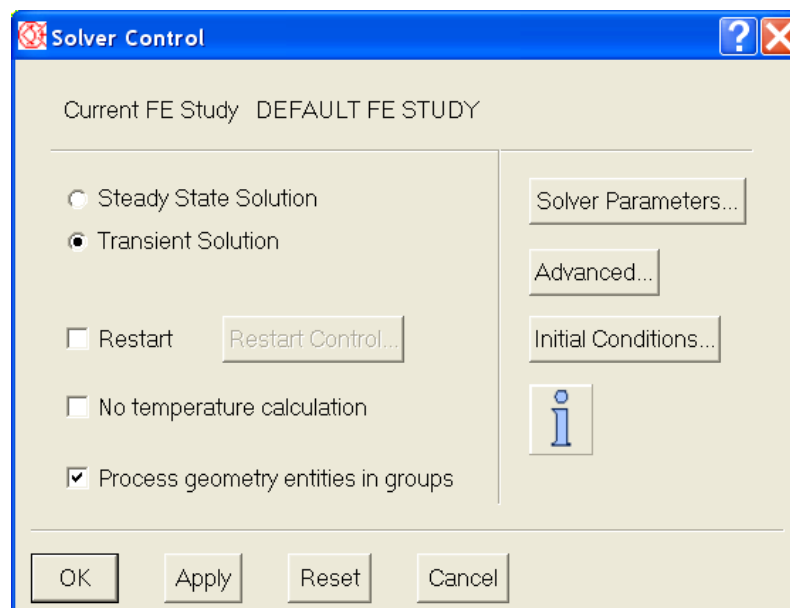 Solver Control
Current FE Study DEFAULT FE STUDY
Steady State Solution
Transient Solution
Restart Restart Control...
No temperature calculation
Process geometry entities in groups
Solver Parameters...
Advanced...
Initial Conditions...
OK Apply Reset Cancel